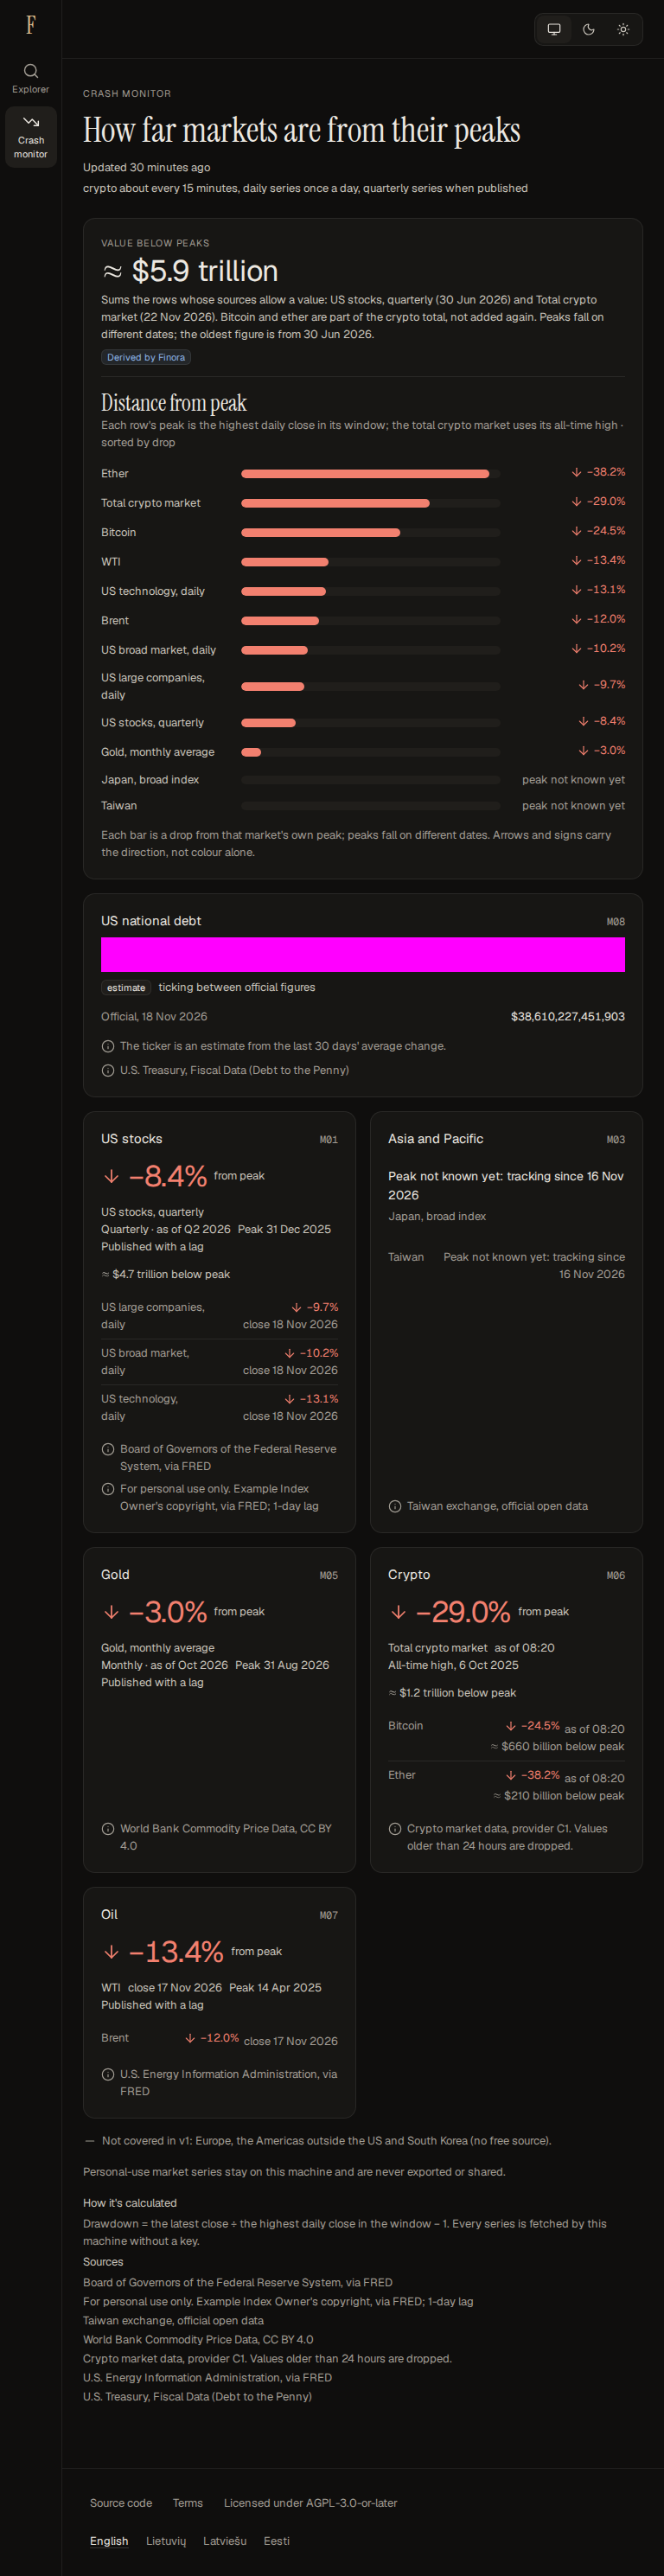 F
Explorer
Crash
monitor
CRASH MONITOR
How far markets are from their peaks
Updated 30 minutes ago
crypto about every 15 minutes, daily series once a day, quarterly series when published
VALUE BELOW PEAKS
≈ $5.9 trillion
Sums the rows whose sources allow a value: US stocks, quarterly (30 Jun 2026) and Total crypto
market (22 Nov 2026). Bitcoin and ether are part of the crypto total, not added again. Peaks fall on
different dates; the oldest figure is from 30 Jun 2026.
Derived by Finora
Distance from peak
Each row's peak is the highest daily close in its window; the total crypto market uses its all-time high ·
sorted by drop
Ether ↓ −38.2%
Total crypto market ↓ −29.0%
Bitcoin ↓ −24.5%
WTI ↓ −13.4%
US technology, daily ↓ −13.1%
Brent ↓ −12.0%
US broad market, daily ↓ −10.2%
US large companies,
daily ↓ −9.7%
US stocks, quarterly ↓ −8.4%
Gold, monthly average ↓ −3.0%
Japan, broad index peak not known yet
Taiwan peak not known yet
Each bar is a drop from that market's own peak; peaks fall on different dates. Arrows and signs carry
the direction, not colour alone.
US national debt M08
estimate ticking between official figures
Official, 18 Nov 2026 $38,610,227,451,903
The ticker is an estimate from the last 30 days' average change.
U.S. Treasury, Fiscal Data (Debt to the Penny)
US stocks M01
↓ −8.4% from peak
US stocks, quarterly
Quarterly · as of Q2 2026 Peak 31 Dec 2025
Published with a lag
≈ $4.7 trillion below peak
US large companies, ↓ −9.7%
daily close 18 Nov 2026
US broad market, ↓ −10.2%
daily close 18 Nov 2026
US technology, ↓ −13.1%
daily close 18 Nov 2026
Board of Governors of the Federal Reserve
System, via FRED
For personal use only. Example Index
Owner's copyright, via FRED; 1-day lag
Asia and Pacific M03
Peak not known yet: tracking since 16 Nov
2026
Japan, broad index
Taiwan Peak not known yet: tracking since
16 Nov 2026
Taiwan exchange, official open data
Gold M05
↓ −3.0% from peak
Gold, monthly average
Monthly · as of Oct 2026 Peak 31 Aug 2026
Published with a lag
World Bank Commodity Price Data, CC BY
4.0
Crypto M06
↓ −29.0% from peak
Total crypto market as of 08:20
All-time high, 6 Oct 2025
≈ $1.2 trillion below peak
Bitcoin ↓ −24.5% as of 08:20
≈ $660 billion below peak
Ether ↓ −38.2% as of 08:20
≈ $210 billion below peak
Crypto market data, provider C1. Values
older than 24 hours are dropped.
Oil M07
↓ −13.4% from peak
WTI close 17 Nov 2026 Peak 14 Apr 2025
Published with a lag
Brent ↓ −12.0% close 17 Nov 2026
U.S. Energy Information Administration, via
FRED
— Not covered in v1: Europe, the Americas outside the US and South Korea (no free source).
Personal-use market series stay on this machine and are never exported or shared.
How it's calculated
Drawdown = the latest close ÷ the highest daily close in the window − 1. Every series is fetched by this
machine without a key.
Sources
Board of Governors of the Federal Reserve System, via FRED
For personal use only. Example Index Owner's copyright, via FRED; 1-day lag
Taiwan exchange, official open data
World Bank Commodity Price Data, CC BY 4.0
Crypto market data, provider C1. Values older than 24 hours are dropped.
U.S. Energy Information Administration, via FRED
U.S. Treasury, Fiscal Data (Debt to the Penny)
Source code Terms Licensed under AGPL-3.0-or-later
English Lietuvių Latviešu Eesti